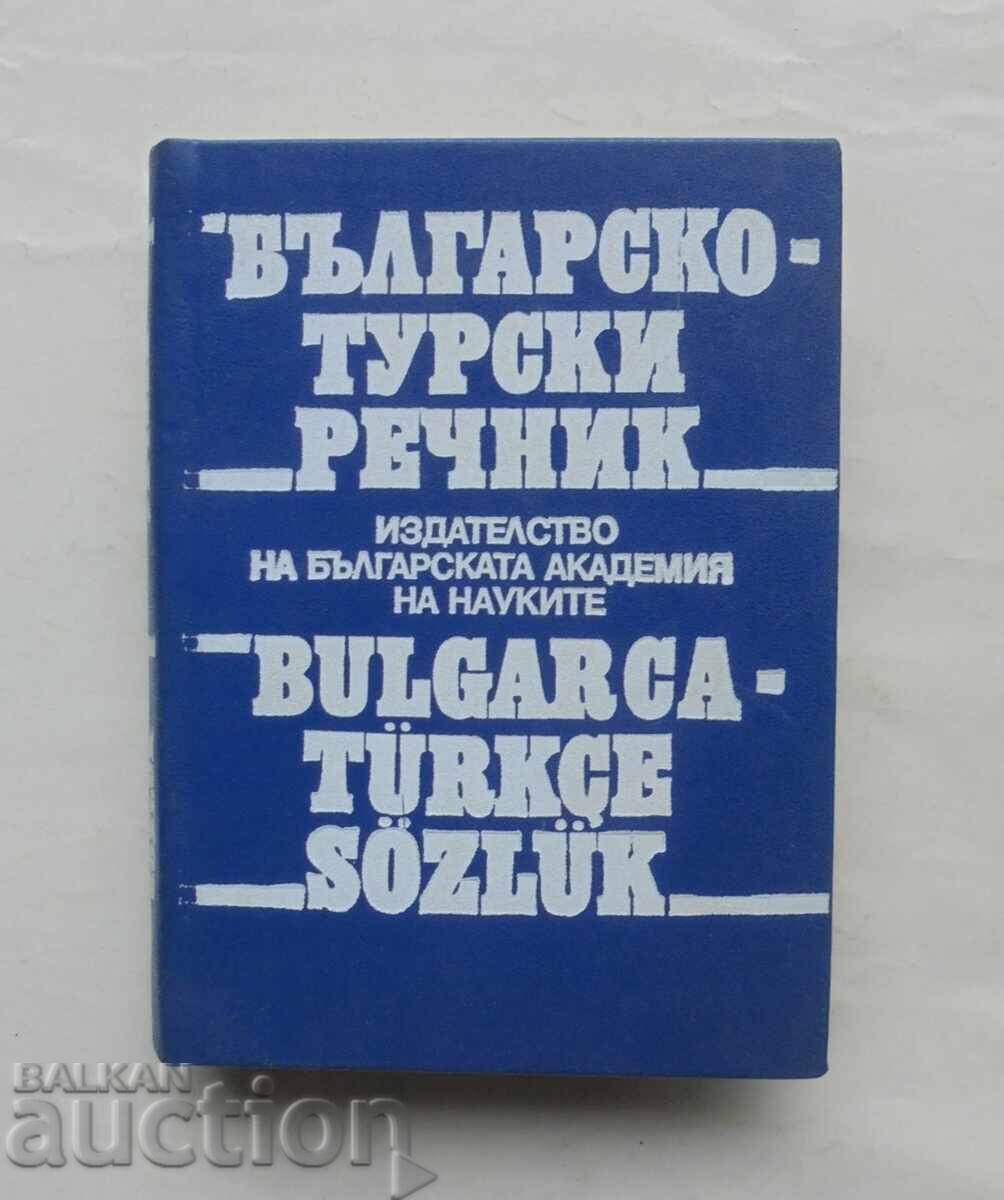 БЪЛГАРСКО-
ТУРСКИ
РЕЧНИК
ИЗДАТЕЛСТВО
НА БЪЛГАРСКАТА АКАДЕМИЯ
НА НАУКИТЕ
BULGARCA-
TÜRKÇE
SÖZLÜK
BALKAN
auction